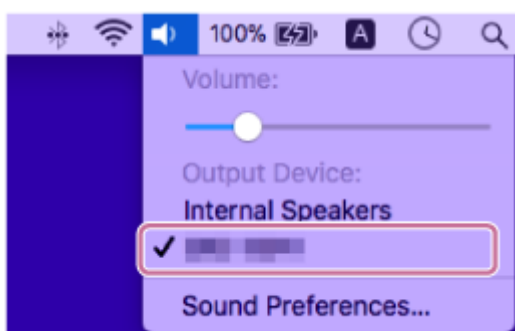 100% A
Volume:
Output Device:
Internal Speakers
Sound Preferences...